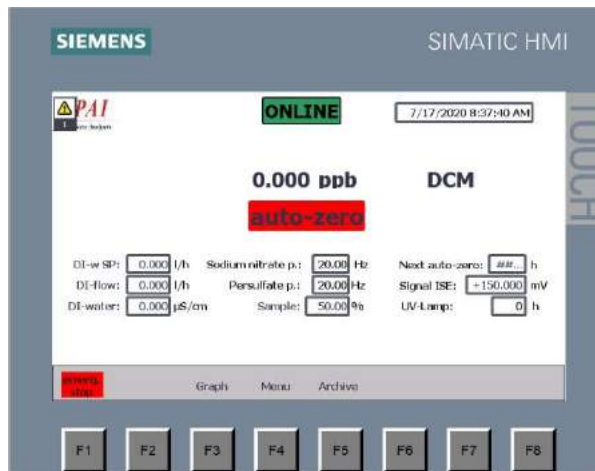 SIEMENS
SIMATIC HMI
TOUCH
PAI
1
ONLINE
7/17/2020 8:37:40 AM
0.000 ppb
DCM
auto-zero
DI-w SP: 0.000 l/h Sodium nitrate p.: 20.00 Hz Next auto-zero: ##... h
DI-flow: 0.000 l/h Persulfate p.: 20.00 Hz Signal ISE: +150.000 mV
DI-water: 0.000 µS/cm Sample: 50.00 % UV-Lamp: 0 h
stop
Graph Menu Archive
F1 F2 F3 F4 F5 F6 F7 F8